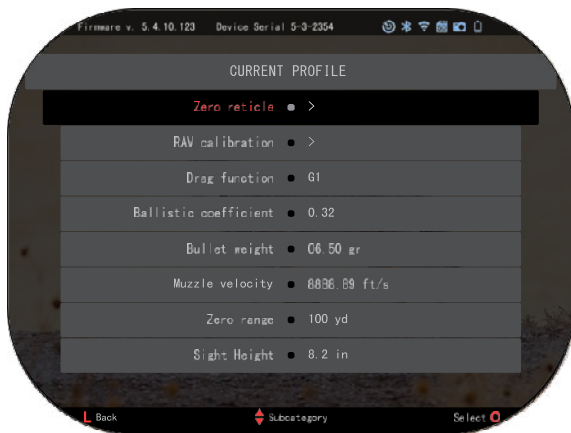 Firmware v. 5.4.10.123 Device Serial 5-3-2354
CURRENT PROFILE
Zero reticle >
RAV calibration >
Drag function G1
Ballistic coefficient 0.32
Bullet weight 06.50 gr
Muzzle velocity ft/s
Zero range 100 yd
Sight Height 8.2 in
L Back Subcategory Select